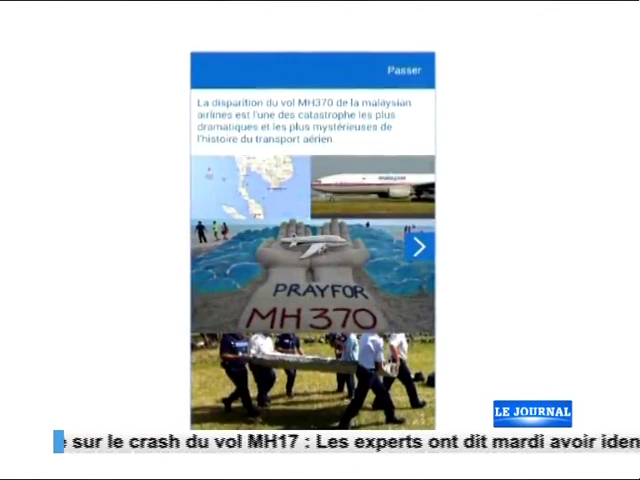 Passer
La disparition du vol MH370 de la malaysian
airlines est l'une des catastrophe les plus
dramatiques et les plus mystérieuses de
l'histoire du transport aérien
malaysia
PRAYFOR
MH370
LE JOURNAL
sur le crash du vol MH17 : Les experts ont dit mardi avoir iden